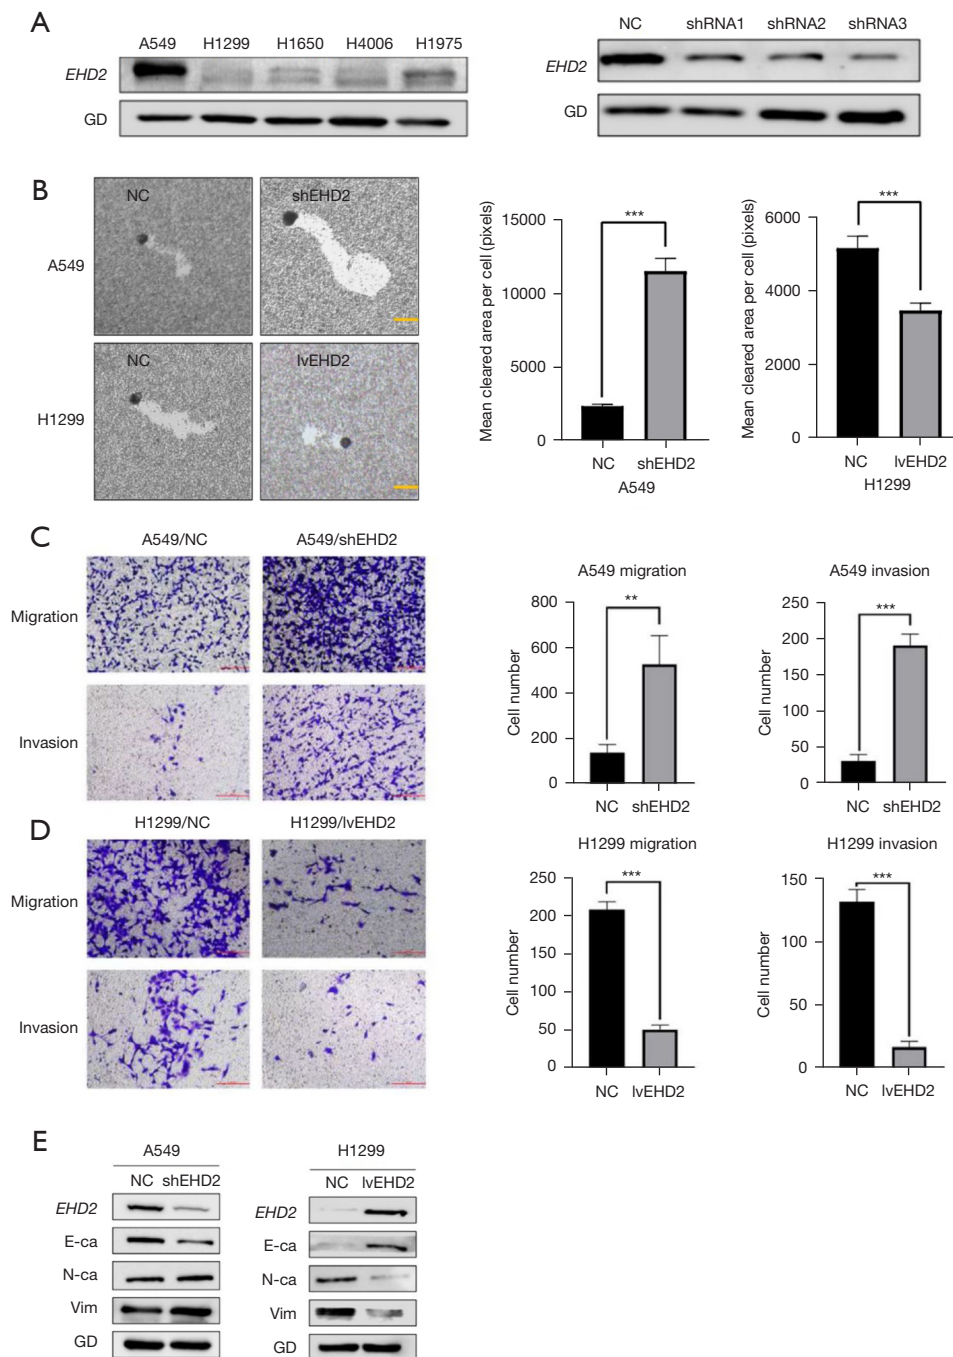 A
A549 H1299 H1650 H4006 H1975
EHD2
GD
NC shRNA1 shRNA2 shRNA3
EHD2
GD
B
NC shEHD2
A549
NC lvEHD2
H1299
Mean cleared area per cell (pixels)
15000
10000
5000
0
***
NC shEHD2
A549
Mean cleared area per cell (pixels)
6000
4000
2000
0
***
NC lvEHD2
H1299
C
A549/NC A549/shEHD2
Migration
Invasion
A549 migration
Cell number
800
600
400
200
0
**
NC shEHD2
A549 invasion
Cell number
250
200
150
100
50
0
***
NC shEHD2
D
H1299/NC H1299/lvEHD2
Migration
Invasion
H1299 migration
Cell number
250
200
150
100
50
0
***
NC lvEHD2
H1299 invasion
Cell number
150
100
50
0
***
NC lvEHD2
E
A549
NC shEHD2
EHD2
E-ca
N-ca
Vim
GD
H1299
NC lvEHD2
EHD2
E-ca
N-ca
Vim
GD